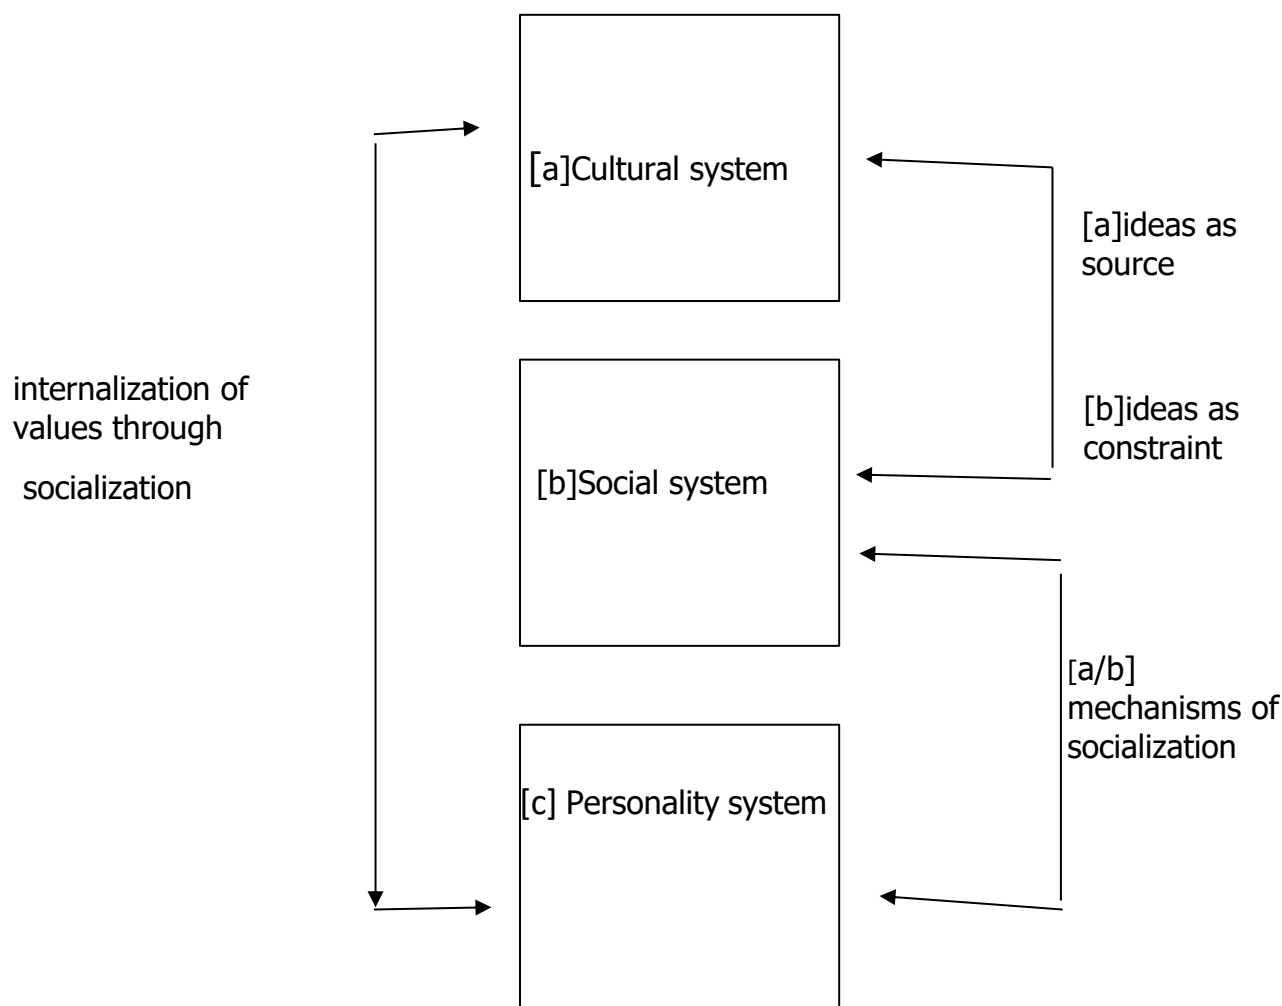 [a]Cultural system
[a]ideas as
source
internalization of
values through
socialization
[b]ideas as
constraint
[b]Social system
[a/b]
mechanisms of
socialization
[c] Personality system